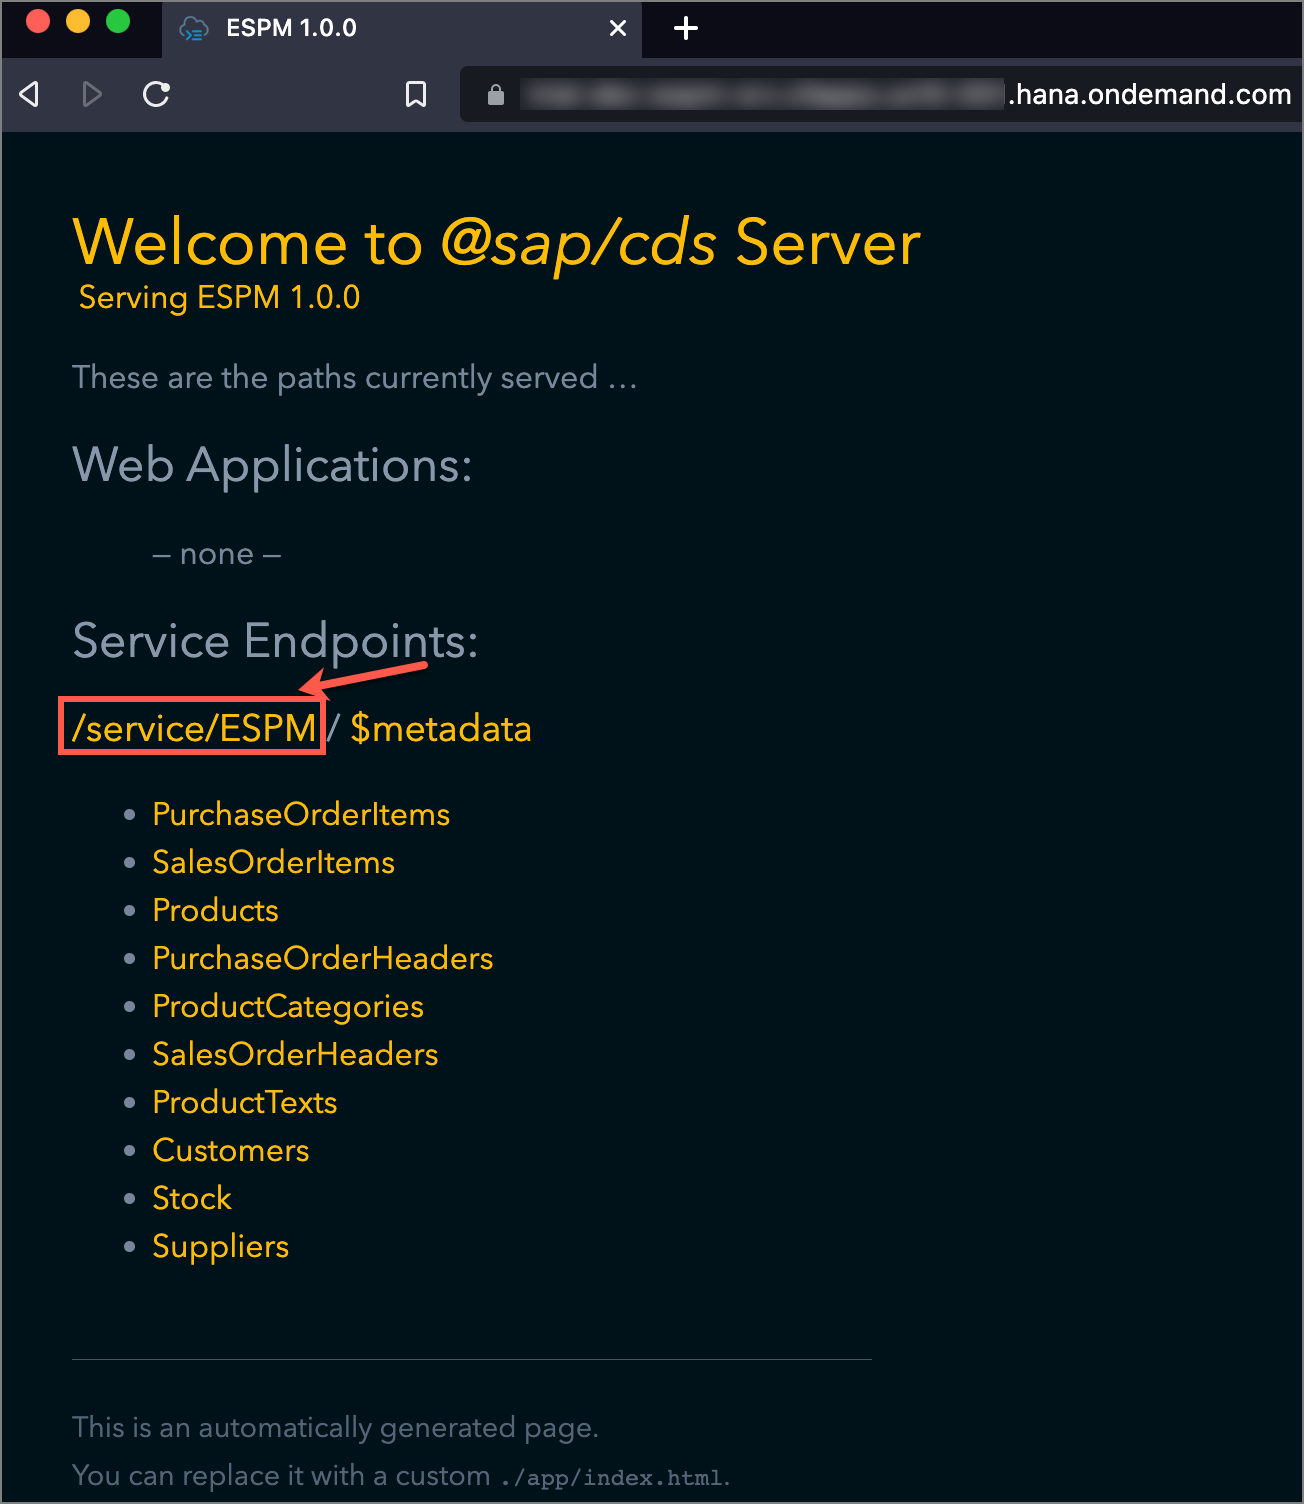 ESPM 1.0.0
.hana.ondemand.com
Welcome to @sap/cds Server
Serving ESPM 1.0.0
These are the paths currently served ...
Web Applications:
– none –
Service Endpoints:
/service/ESPM / $metadata
PurchaseOrderItems
SalesOrderItems
Products
PurchaseOrderHeaders
ProductCategories
SalesOrderHeaders
ProductTexts
Customers
Stock
Suppliers
This is an automatically generated page.
You can replace it with a custom ./app/index.html.